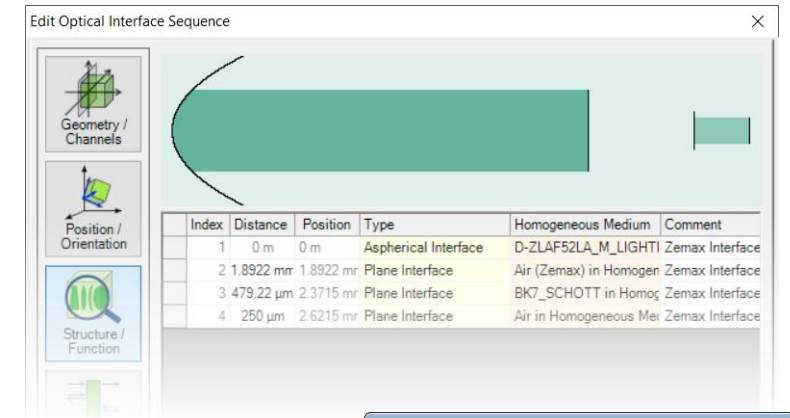 Edit Optical Interface Sequence
Geometry /
Channels
Position /
Orientation
Structure /
Function
Index Distance Position Type Homogeneous Medium Comment
1 0 m 0 m Aspherical Interface D-ZLAF52LA_M_LIGHTI Zemax Interface
2 1.8922 mm 1.8922 mr Plane Interface Air (Zemax) in Homogen Zemax Interface
3 479.22 µm 2.3715 mr Plane Interface BK7_SCHOTT in Homog Zemax Interface
4 250 µm 2.6215 mr Plane Interface Air in Homogeneous Me Zemax Interface